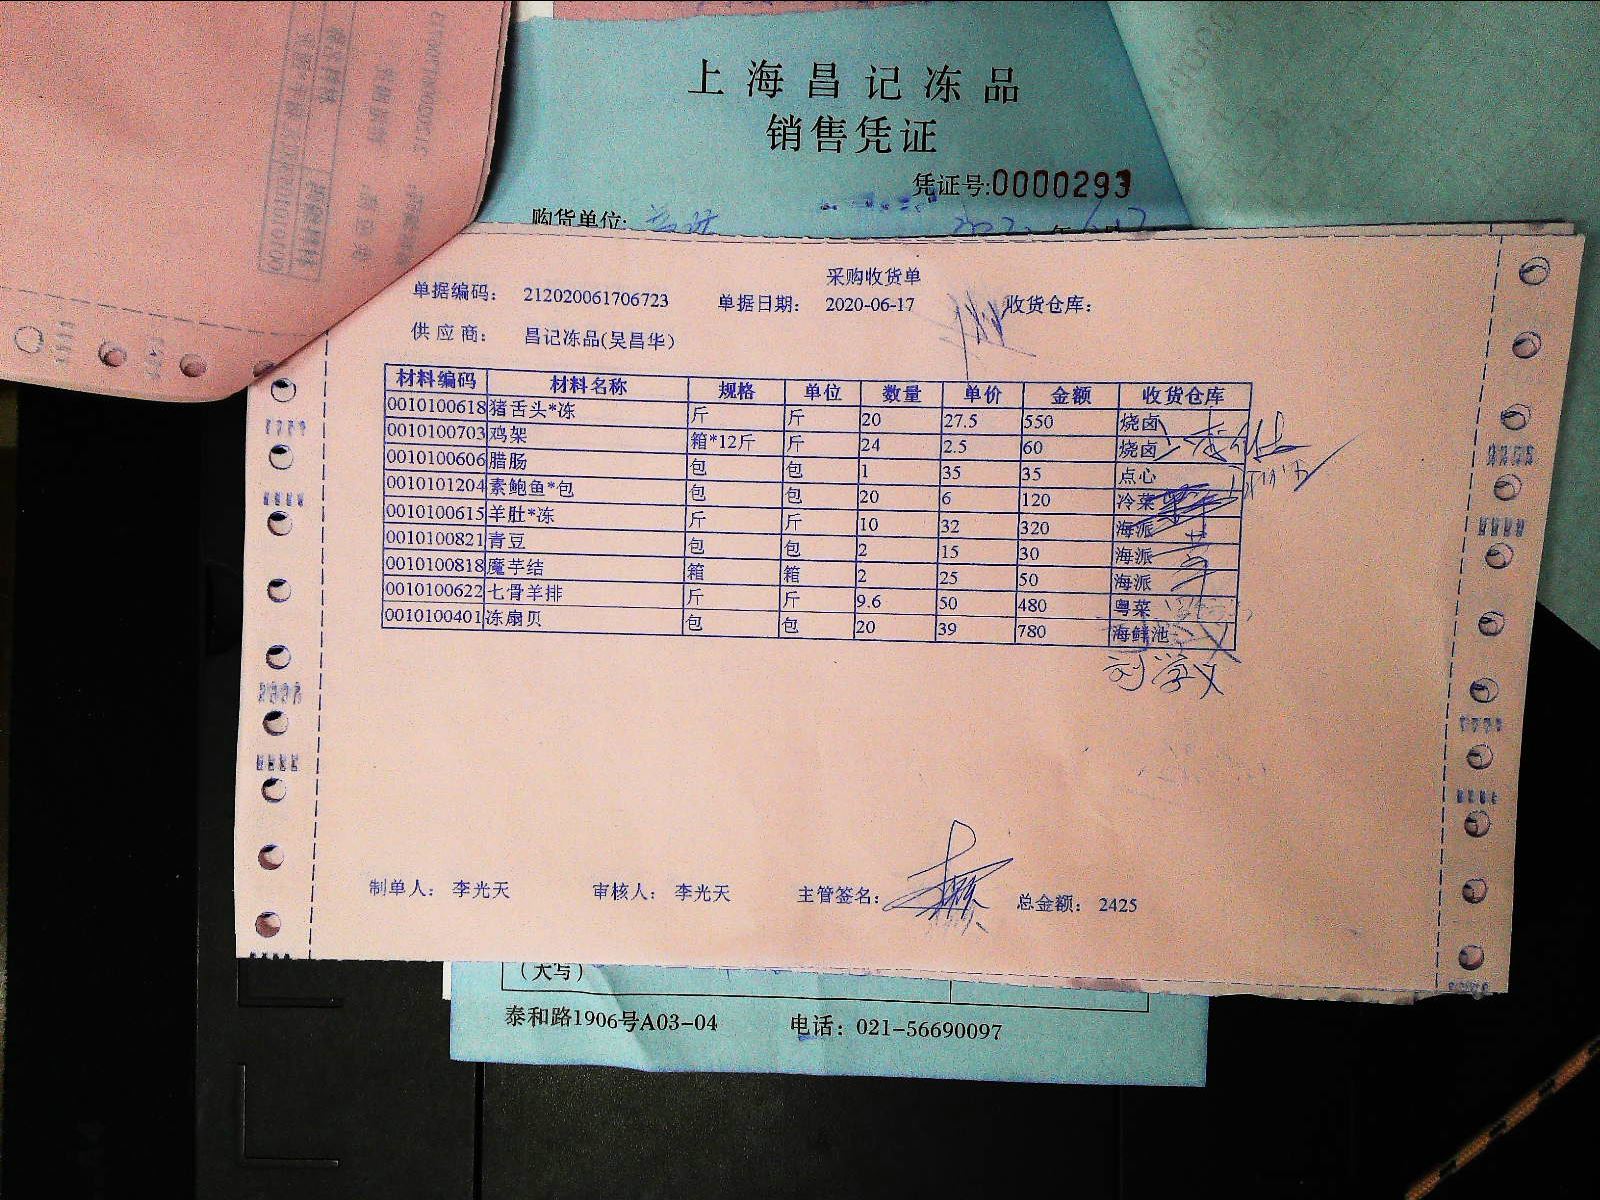 上海昌记冻品
销售凭证
凭证号:0000293
购货单位:
采购收货单
单据编码： 212020061706723 单据日期： 2020-06-17 收货仓库：
供应商： 昌记冻品(吴昌华)
材料编码 材料名称 规格 单位 数量 单价 金额 收货仓库
0010100618 猪舌头*冻 斤 斤 20 27.5 550 烧卤
0010100703 鸡架 箱*12斤 斤 24 2.5 60 烧卤
0010100606 腊肠 包 包 1 35 35 点心
0010101204 素鲍鱼*包 包 包 20 6 120 冷菜
0010100615 羊肚*冻 斤 斤 10 32 320 海派
0010100821 青豆 包 包 2 15 30 海派
0010100818 魔芋结 箱 箱 2 25 50 海派
0010100622 七骨羊排 斤 斤 9.6 50 480 粤菜
0010100401 冻扇贝 包 包 20 39 780 海鲜池
刘学义
制单人： 李光天 审核人： 李光天 主管签名： 总金额： 2425
（大写）
泰和路1906号A03-04 电话：021-56690097